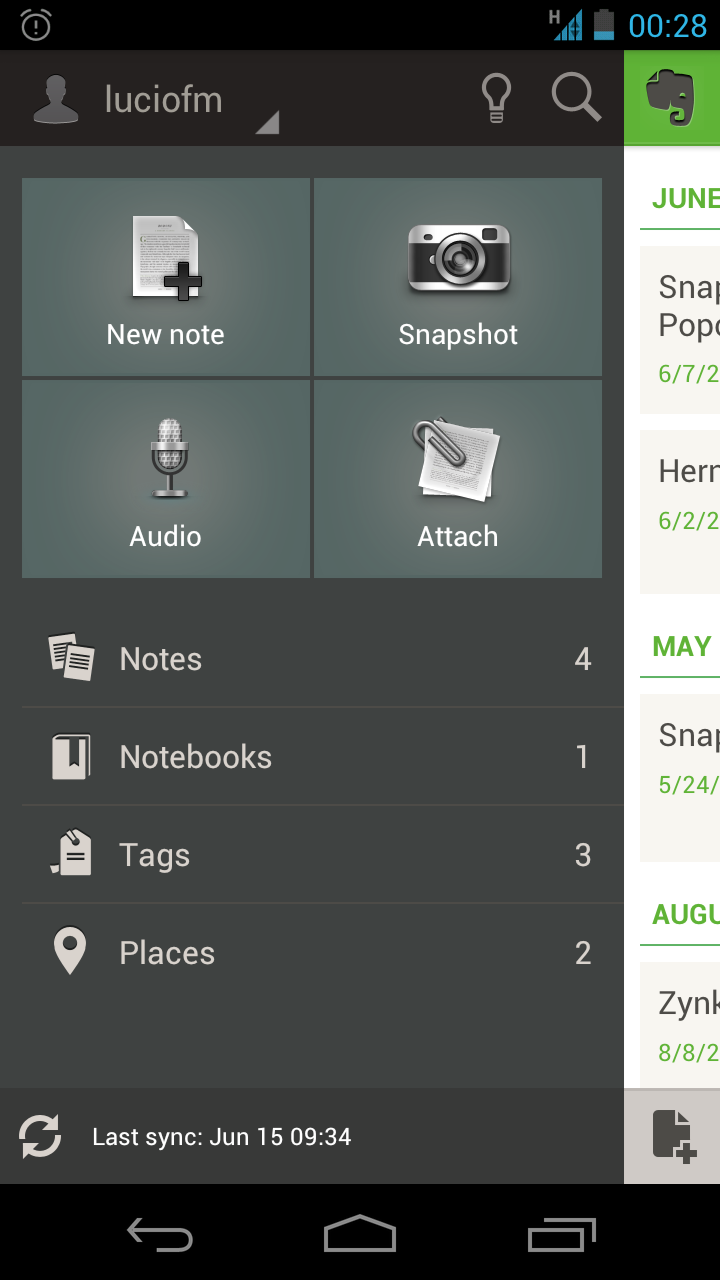 H
00:28
luciofm
New note
Snapshot
Audio
Attach
Notes 4
Notebooks 1
Tags 3
Places 2
Last sync: Jun 15 09:34
JUNE
Snap
Popo
6/7/2
Hern
6/2/2
MAY
Snap
5/24/
AUGU
Zynk
8/8/2